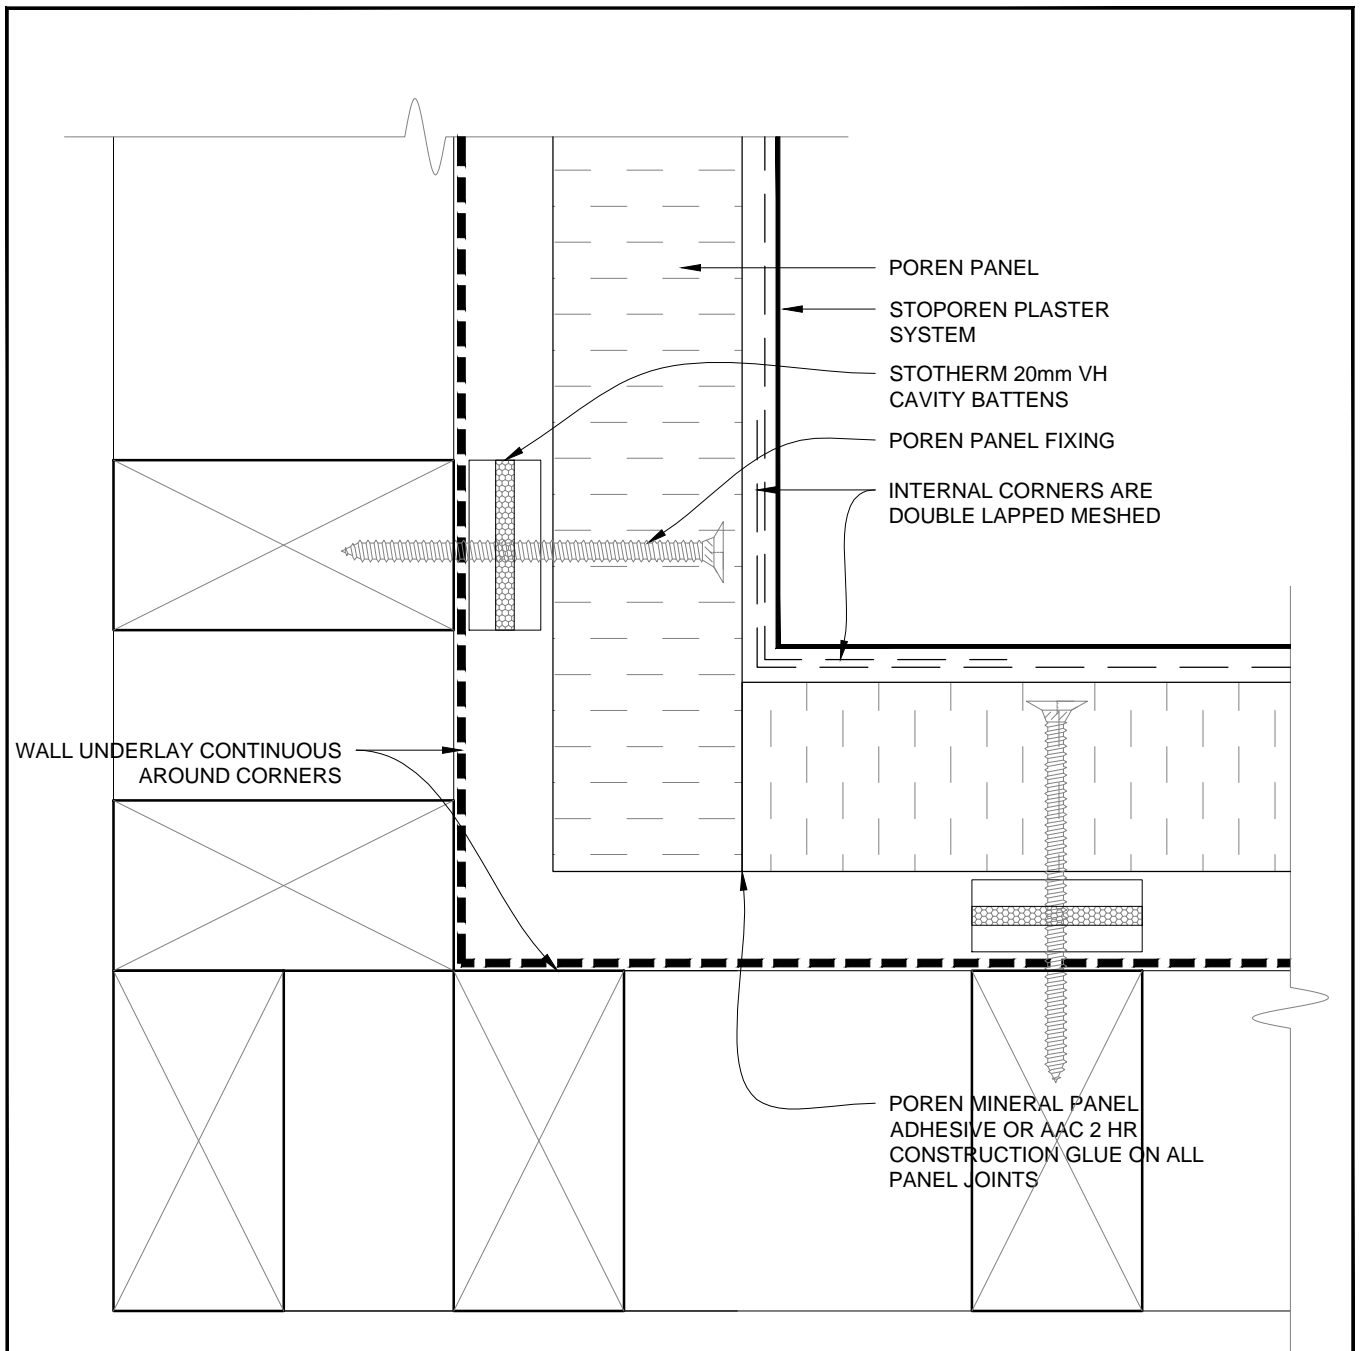 POREN PANEL
STOPOREN PLASTER
SYSTEM
STOTHERM 20mm VH
CAVITY BATTENS
POREN PANEL FIXING
INTERNAL CORNERS ARE
DOUBLE LAPPED MESHED
WALL UNDERLAY CONTINUOUS
AROUND CORNERS
POREN MINERAL PANEL
ADHESIVE OR AAC 2 HR
CONSTRUCTION GLUE ON ALL
PANEL JOINTS